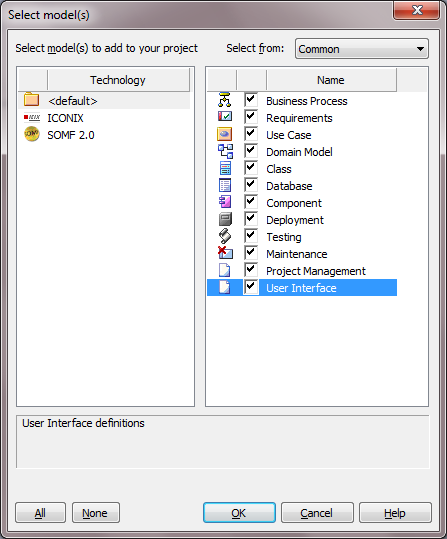 Select model(s)
Select model(s) to add to your project
Select from:
Common
Technology
<default>
ICONIX
SOMF 2.0
Name
Business Process
Requirements
Use Case
Domain Model
Class
Database
Component
Deployment
Testing
Maintenance
Project Management
User Interface
User Interface definitions
All
None
OK
Cancel
Help